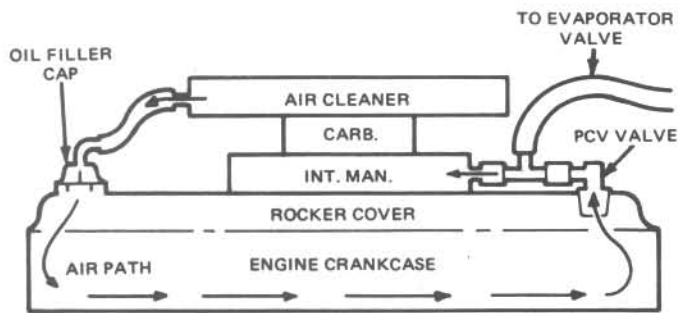 TO EVAPORATOR
VALVE
OIL FILLER
CAP
AIR CLEANER
CARB.
PCV VALVE
INT. MAN.
ROCKER COVER
AIR PATH
ENGINE CRANKCASE